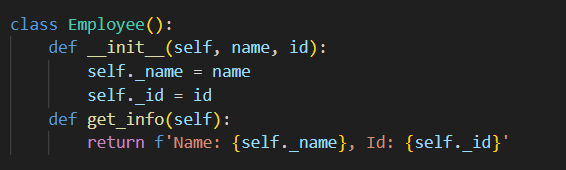 class Employee():
    def __init__(self, name, id):
        self._name = name
        self._id = id
    def get_info(self):
        return f'Name: {self._name}, Id: {self._id}'